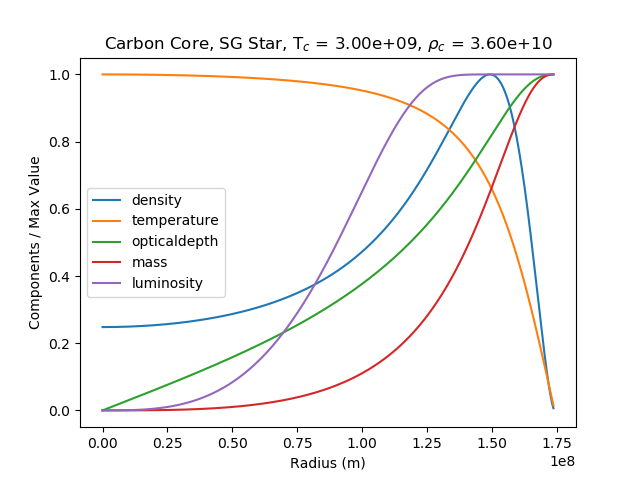 Carbon Core, SG Star, T_c = 3.00e+09, ρ_c = 3.60e+10
Components / Max Value
1.0
0.8
0.6
0.4
0.2
0.0
density
temperature
opticaldepth
mass
luminosity
0.00 0.25 0.50 0.75 1.00 1.25 1.50 1.75
1e8
Radius (m)